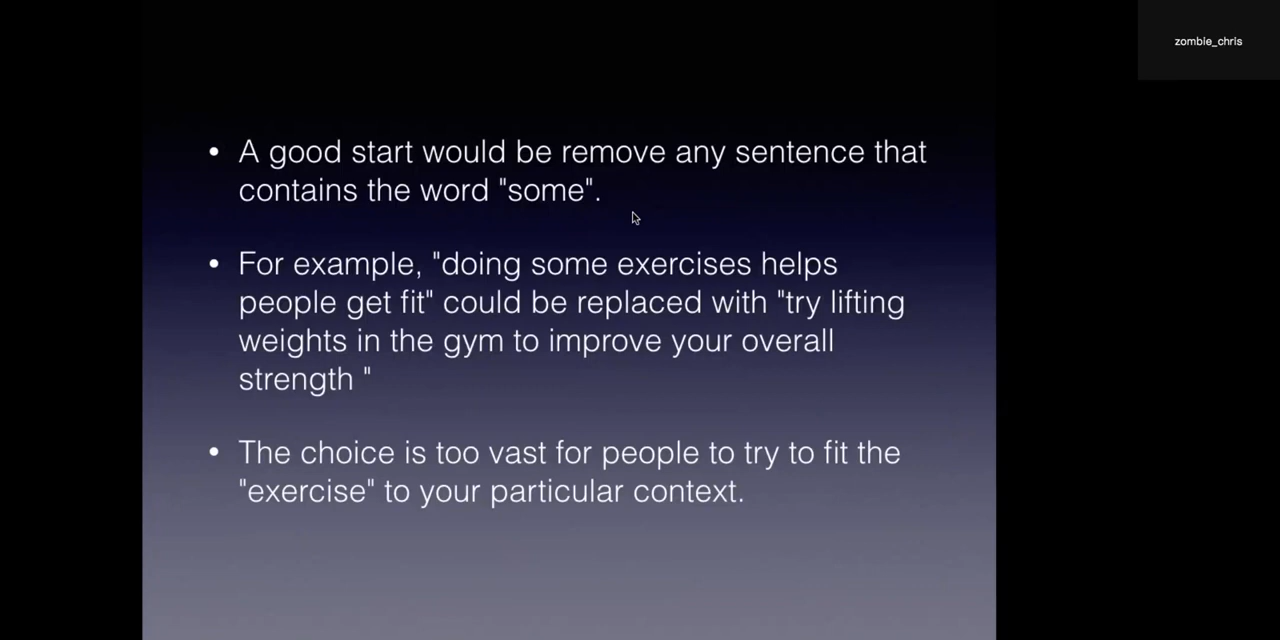 zombie_chris
• A good start would be remove any sentence that
contains the word "some".
• For example, "doing some exercises helps
people get fit" could be replaced with "try lifting
weights in the gym to improve your overall
strength "
• The choice is too vast for people to try to fit the
"exercise" to your particular context.